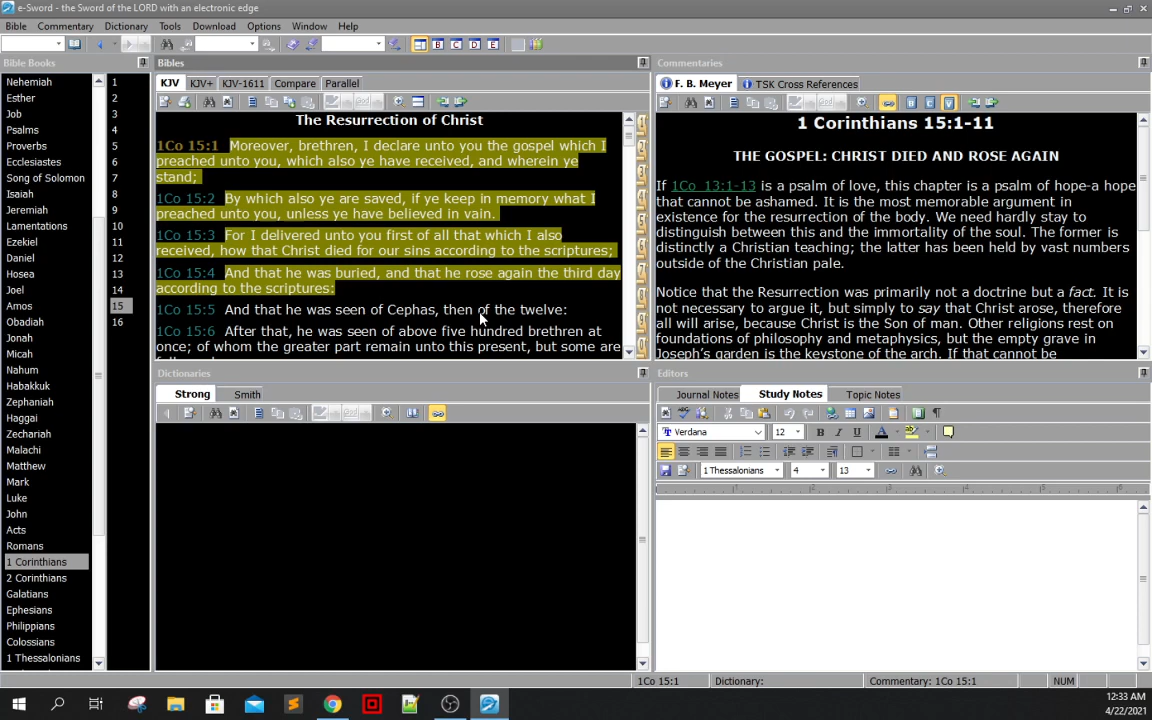 e-Sword - the Sword of the LORD with an electronic edge
Bible Commentary Dictionary Tools Download Options Window Help
B C D E
Bible Books
Nehemiah
Esther
Job
Psalms
Proverbs
Ecclesiastes
Song of Solomon
Isaiah
Jeremiah
Lamentations
Ezekiel
Daniel
Hosea
Joel
Amos
Obadiah
Jonah
Micah
Nahum
Habakkuk
Zephaniah
Haggai
Zechariah
Malachi
Matthew
Mark
Luke
John
Acts
Romans
1 Corinthians
2 Corinthians
Galatians
Ephesians
Philippians
Colossians
1 Thessalonians
1
2
3
4
5
6
7
8
9
10
11
12
13
14
15
16
Bibles
KJV KJV+ KJV-1611 Compare Parallel
The Resurrection of Christ
1Co 15:1 Moreover, brethren, I declare unto you the gospel which I
preached unto you, which also ye have received, and wherein ye
stand;
1Co 15:2 By which also ye are saved, if ye keep in memory what I
preached unto you, unless ye have believed in vain.
1Co 15:3 For I delivered unto you first of all that which I also
received, how that Christ died for our sins according to the scriptures;
1Co 15:4 And that he was buried, and that he rose again the third day
according to the scriptures:
1Co 15:5 And that he was seen of Cephas, then of the twelve:
1Co 15:6 After that, he was seen of above five hundred brethren at
once; of whom the greater part remain unto this present, but some are
Commentaries
F. B. Meyer TSK Cross References
B C V
1 Corinthians 15:1-11
THE GOSPEL: CHRIST DIED AND ROSE AGAIN
If 1Co_13:1-13 is a psalm of love, this chapter is a psalm of hope-a hope
that cannot be ashamed. It is the most memorable argument in
existence for the resurrection of the body. We need hardly stay to
distinguish between this and the immortality of the soul. The former is
distinctly a Christian teaching; the latter has been held by vast numbers
outside of the Christian pale.
Notice that the Resurrection was primarily not a doctrine but a fact. It is
not necessary to argue it, but simply to say that Christ arose, therefore
all will arise, because Christ is the Son of man. Other religions rest on
foundations of philosophy and metaphysics, but the empty grave in
Joseph's garden is the keystone of the arch. If that cannot be
Dictionaries
Strong Smith
Editors
Journal Notes Study Notes Topic Notes
Verdana 12 B I U A
1 Thessalonians 4 13
1Co 15:1 Dictionary: Commentary: 1Co 15:1 NUM
12:33 AM
4/22/2021